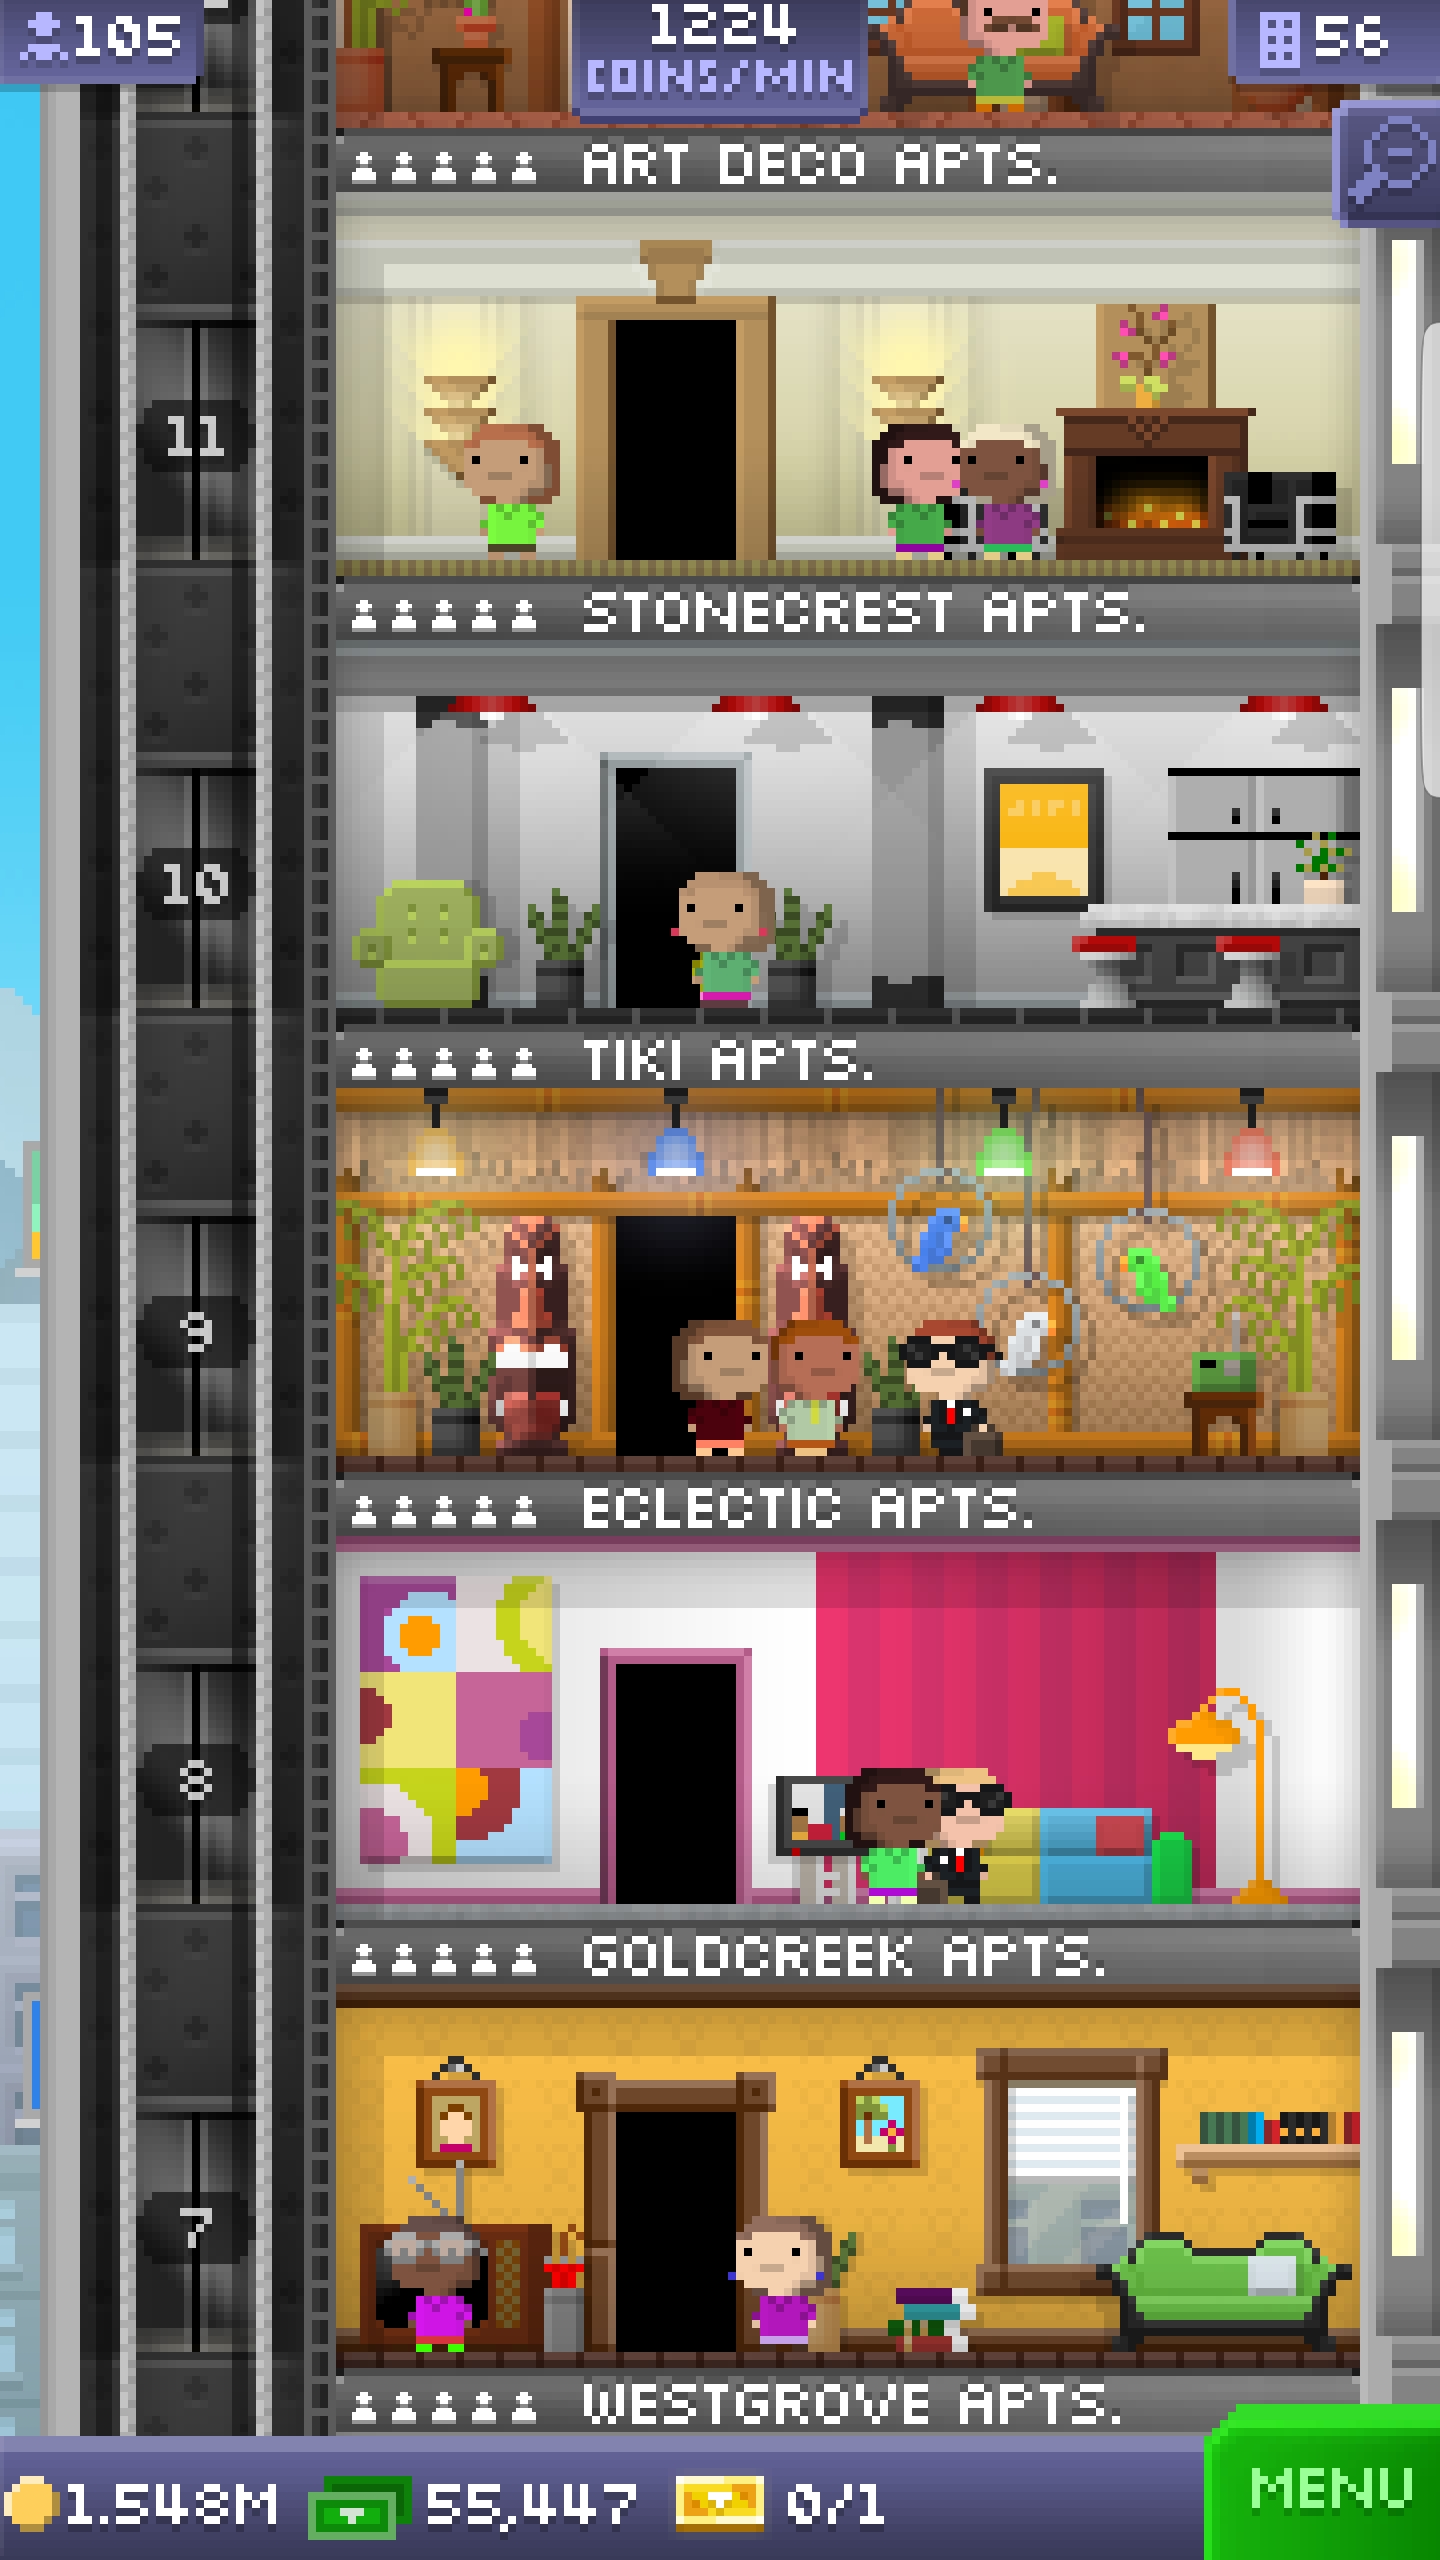 105
1224
COINS/MIN
56
ART DECO APTS.
11
STONECREST APTS.
10
TIKI APTS.
9
ECLECTIC APTS.
8
GOLDCREEK APTS.
7
WESTGROVE APTS.
1.548M 55,447 0/1
MENU